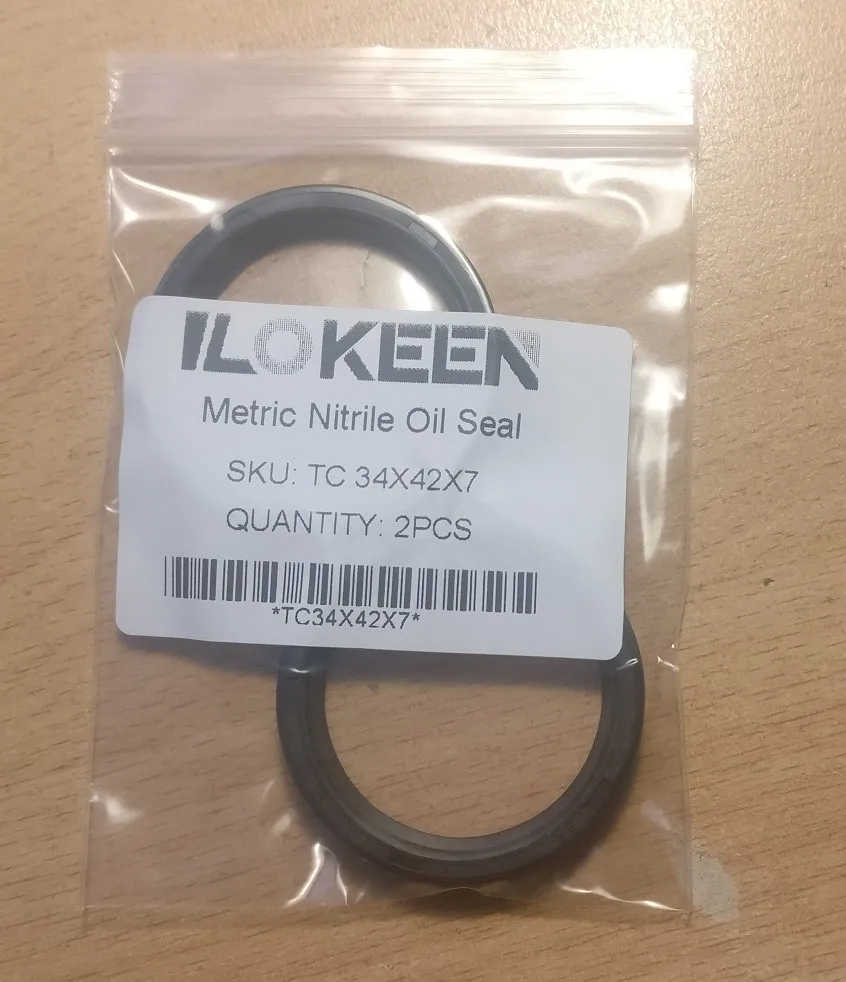 ILOKEEN
Metric Nitrile Oil Seal
SKU: TC 34X42X7
QUANTITY: 2PCS
*TC34X42X7*